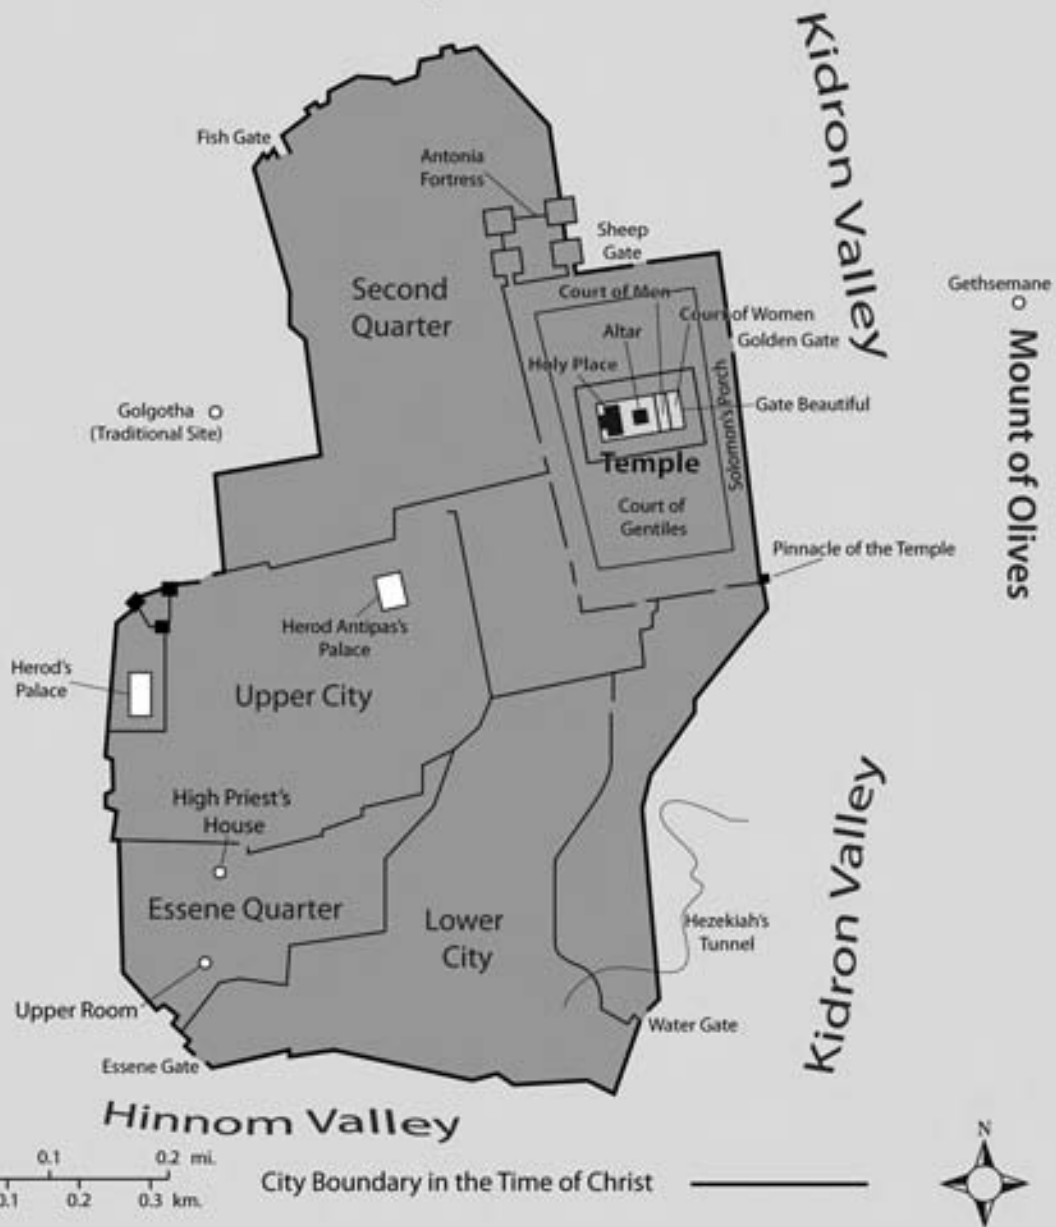 Kidron Valley
Fish Gate
Antonia
Fortress
Sheep
Gate
Second
Quarter
Court of Men
Court of Women
Gethsemane
Altar
Golden Gate
Holy Place
Mount of Olives
Solomon's Porch
Gate Beautiful
Golgotha
(Traditional Site)
Temple
Court of
Gentiles
Pinnacle of the Temple
Herod Antipas's
Palace
Herod's
Palace
Upper City
High Priest's
House
Essene Quarter
Lower
City
Hezekiah's
Tunnel
Kidron Valley
Upper Room
Water Gate
Essene Gate
Hinnom Valley
0.1 0.2 mi.
0.1 0.2 0.3 km.
City Boundary in the Time of Christ
N